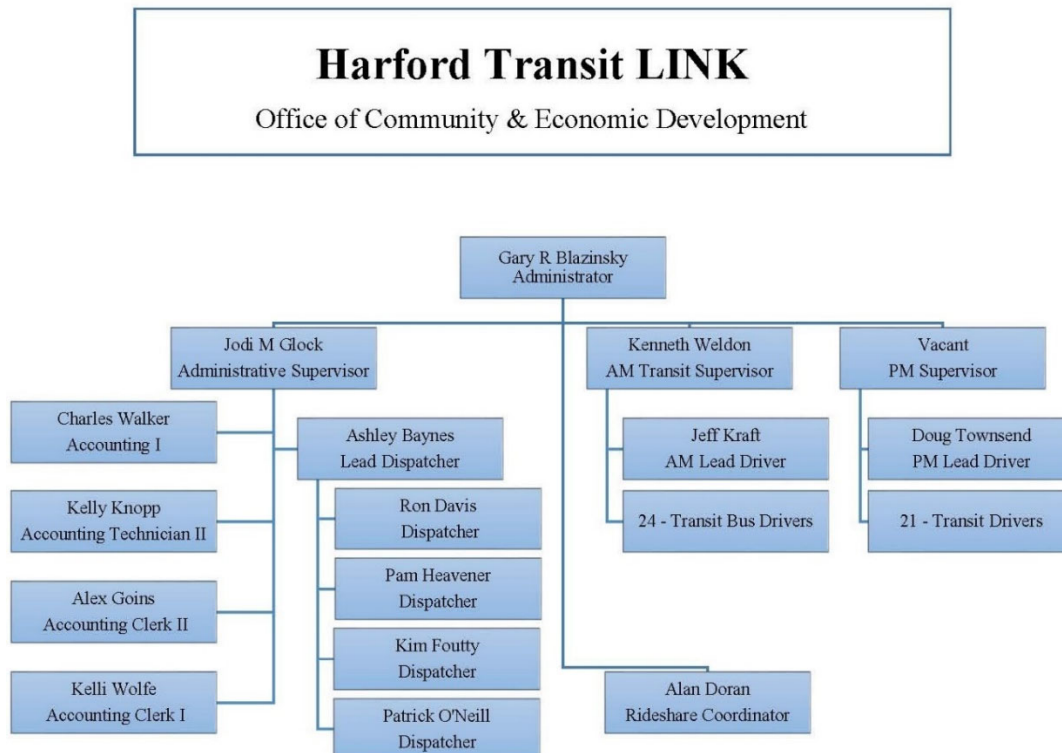 Harford Transit LINK
Office of Community & Economic Development
Gary R Blazinsky
Administrator
Jodi M Glock
Administrative Supervisor
Kenneth Weldon
AM Transit Supervisor
Vacant
PM Supervisor
Charles Walker
Accounting I
Ashley Baynes
Lead Dispatcher
Jeff Kraft
AM Lead Driver
Doug Townsend
PM Lead Driver
Kelly Knopp
Accounting Technician II
Ron Davis
Dispatcher
24 - Transit Bus Drivers
21 - Transit Drivers
Pam Heavener
Dispatcher
Alex Goins
Accounting Clerk II
Kim Foutty
Dispatcher
Kelli Wolfe
Accounting Clerk I
Patrick O'Neill
Dispatcher
Alan Doran
Rideshare Coordinator